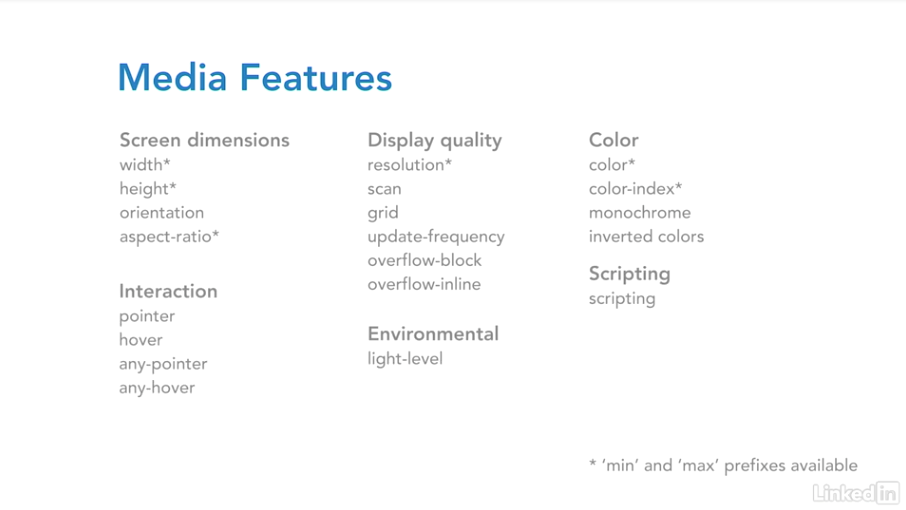 Media Features
Screen dimensions
width*
height*
orientation
aspect-ratio*
Interaction
pointer
hover
any-pointer
any-hover
Display quality
resolution*
scan
grid
update-frequency
overflow-block
overflow-inline
Environmental
light-level
Color
color*
color-index*
monochrome
inverted colors
Scripting
scripting
* ‘min’ and ‘max’ prefixes available
Linked in